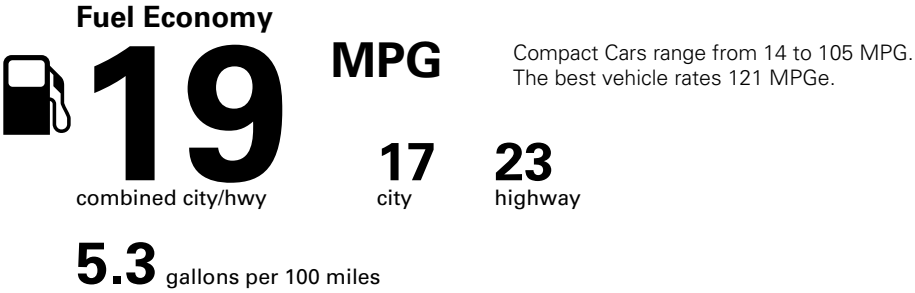 Fuel Economy
19
MPG
Compact Cars range from 14 to 105 MPG.
The best vehicle rates 121 MPGe.
combined city/hwy
17
city
23
highway
5.3 gallons per 100 miles